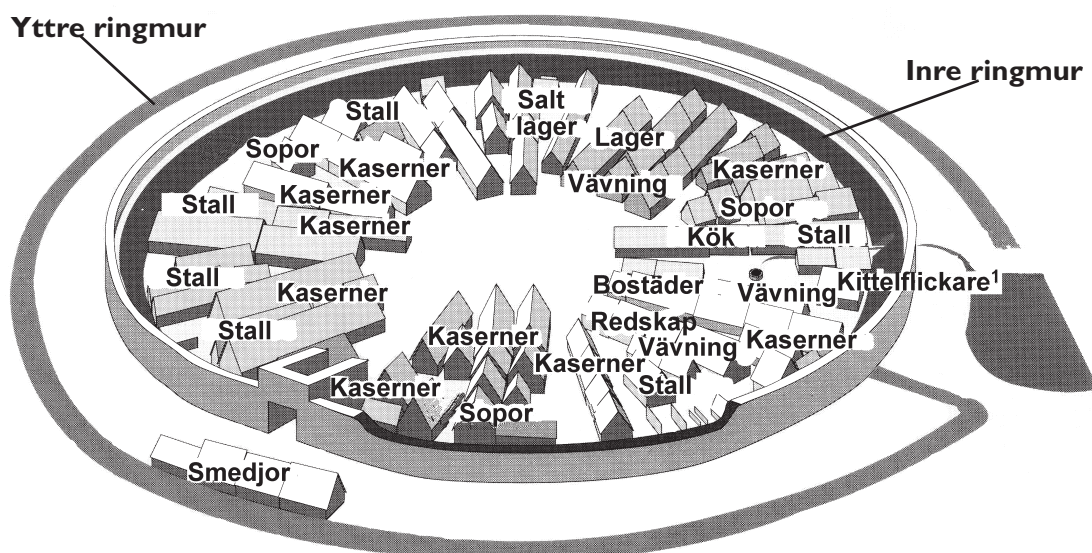 Yttre ringmur
Inre ringmur
Salt
lager
Stall
Lager
Sopor
Kaserner
Kaserner
Vävning
Kaserner
Stall
Sopor
Kaserner
Kök
Stall
Stall
Bostäder
Vävning
Kittelflickare¹
Kaserner
Redskap
Stall
Kaserner
Vävning
Kaserner
Kaserner
Stall
Kaserner
Sopor
Smedjor